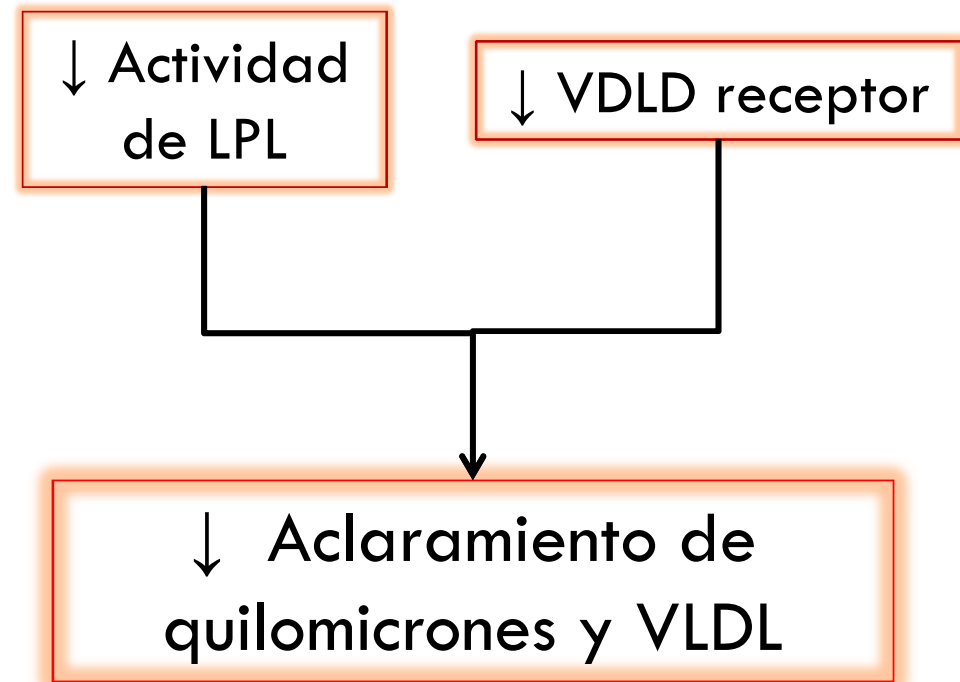 ↓ Actividad
de LPL
↓ VDLD receptor
↓ Aclaramiento de
quilomicrones y VLDL